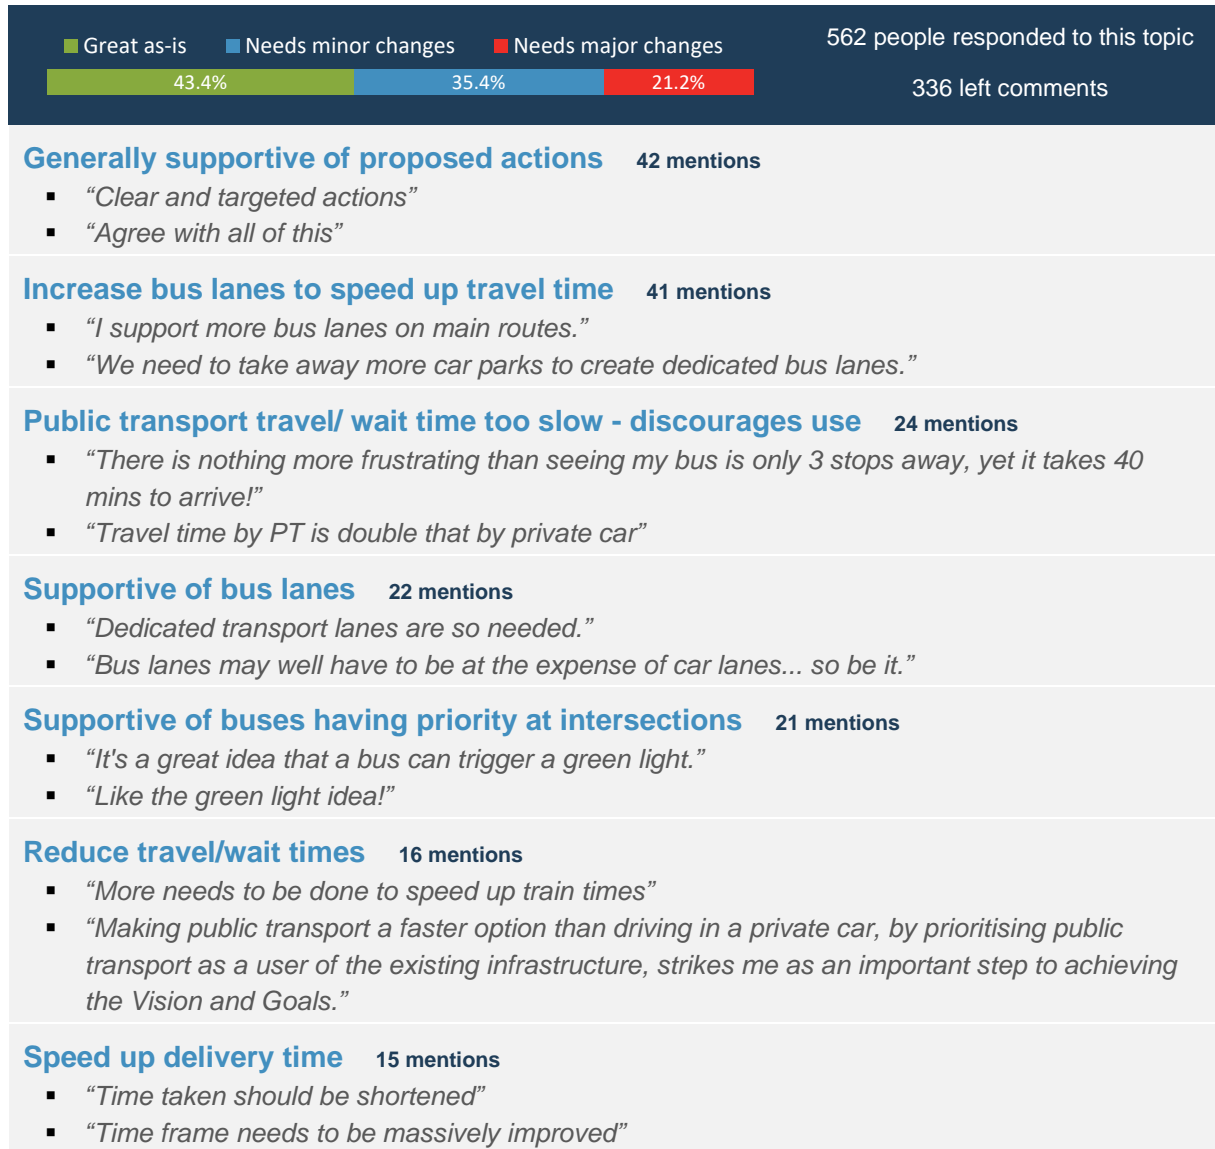 Great as-is Needs minor changes Needs major changes
43.4% 35.4% 21.2%
562 people responded to this topic
336 left comments
Generally supportive of proposed actions 42 mentions
▪ “Clear and targeted actions”
▪ “Agree with all of this”
Increase bus lanes to speed up travel time 41 mentions
▪ “I support more bus lanes on main routes.”
▪ “We need to take away more car parks to create dedicated bus lanes.”
Public transport travel/ wait time too slow - discourages use 24 mentions
▪ “There is nothing more frustrating than seeing my bus is only 3 stops away, yet it takes 40
mins to arrive!”
▪ “Travel time by PT is double that by private car”
Supportive of bus lanes 22 mentions
▪ “Dedicated transport lanes are so needed.”
▪ “Bus lanes may well have to be at the expense of car lanes... so be it.”
Supportive of buses having priority at intersections 21 mentions
▪ “It's a great idea that a bus can trigger a green light.”
▪ “Like the green light idea!”
Reduce travel/wait times 16 mentions
▪ “More needs to be done to speed up train times”
▪ “Making public transport a faster option than driving in a private car, by prioritising public
transport as a user of the existing infrastructure, strikes me as an important step to achieving
the Vision and Goals.”
Speed up delivery time 15 mentions
▪ “Time taken should be shortened”
▪ “Time frame needs to be massively improved”